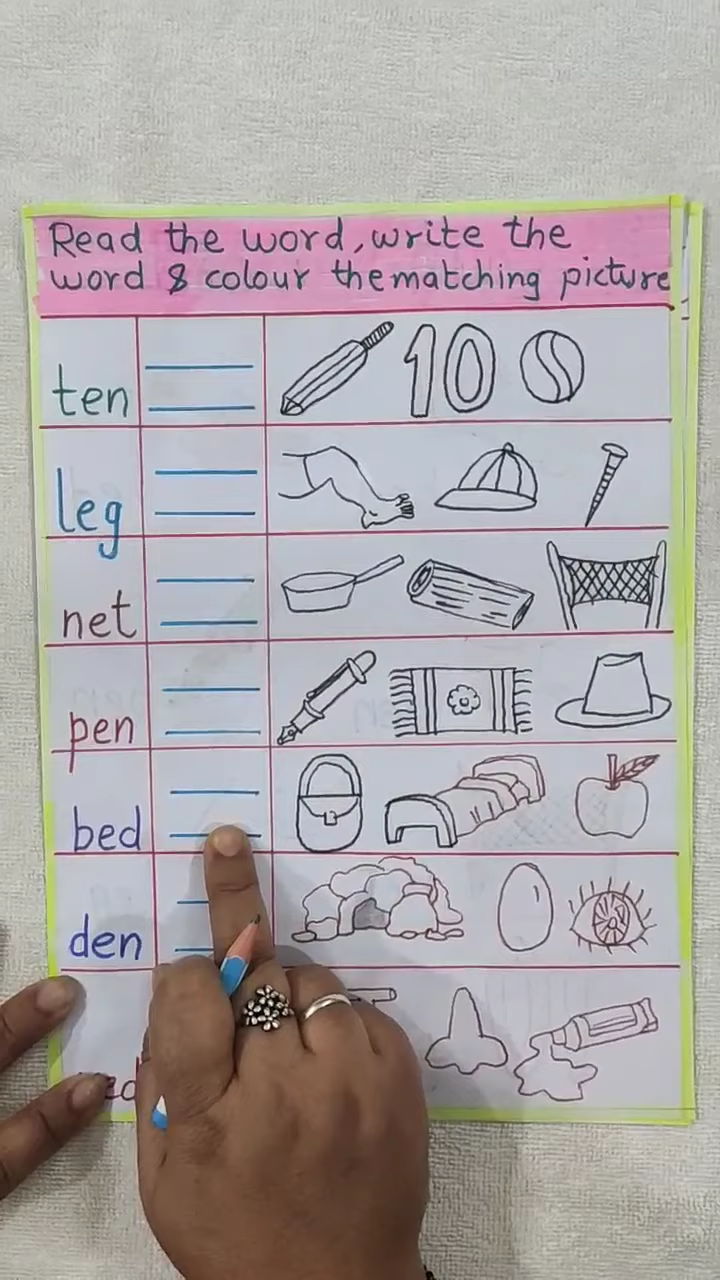 Read the word, write the
word & colour the matching picture
ten
10
leg
net
pen
bed
den